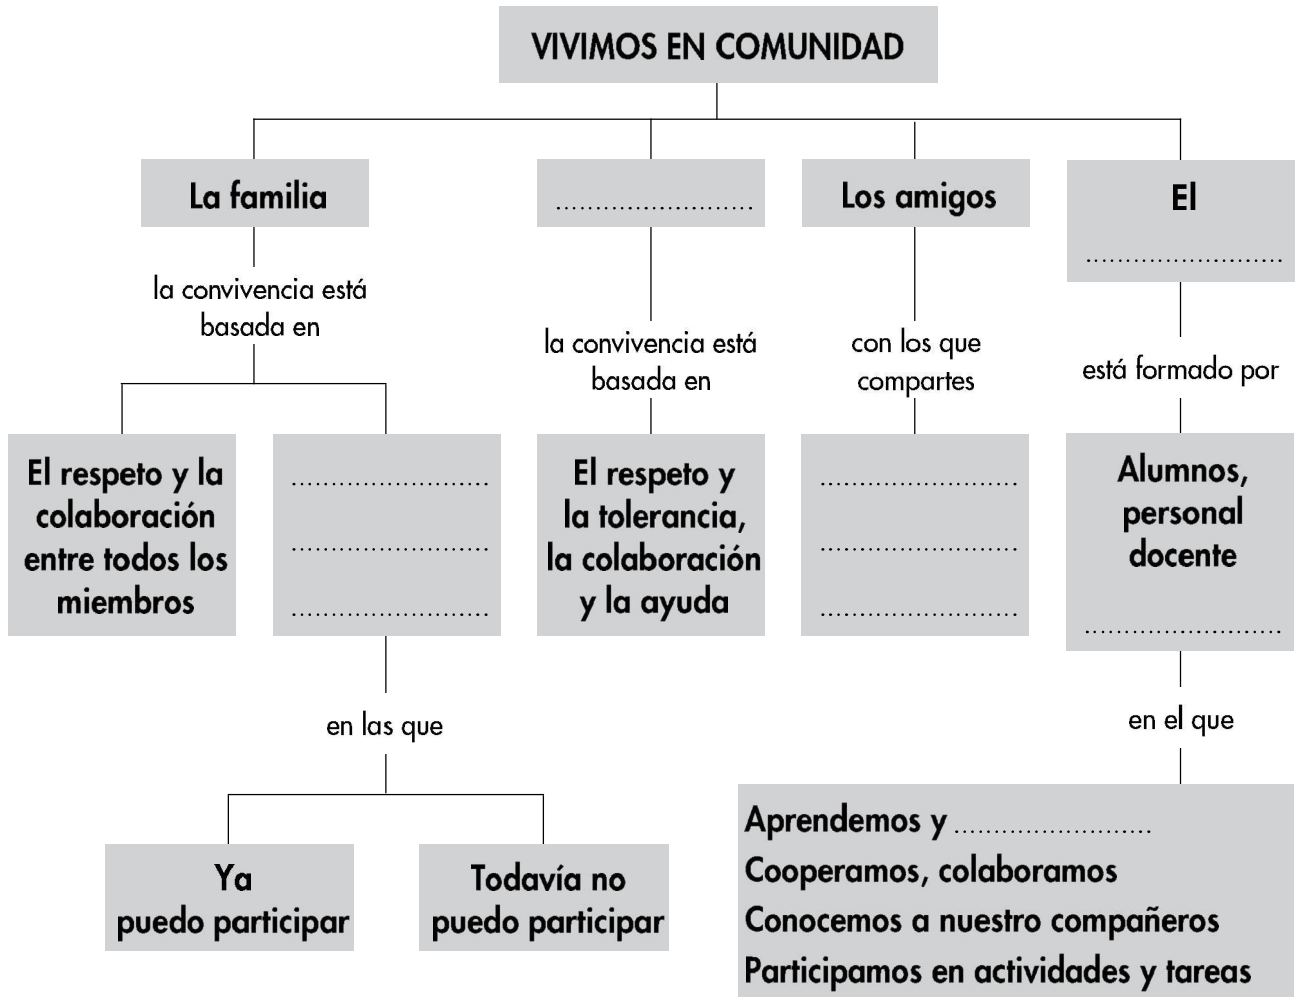 VIVIMOS EN COMUNIDAD
La familia
........................
Los amigos
El
........................
la convivencia está
basada en
la convivencia está
basada en
con los que
compartes
está formado por
El respeto y la
colaboración
entre todos los
miembros
........................
........................
........................
El respeto y
la tolerancia,
la colaboración
y la ayuda
........................
........................
........................
Alumnos,
personal
docente
........................
en las que
en el que
Ya
puedo participar
Todavía no
puedo participar
Aprendemos y ........................
Cooperamos, colaboramos
Conocemos a nuestro compañeros
Participamos en actividades y tareas